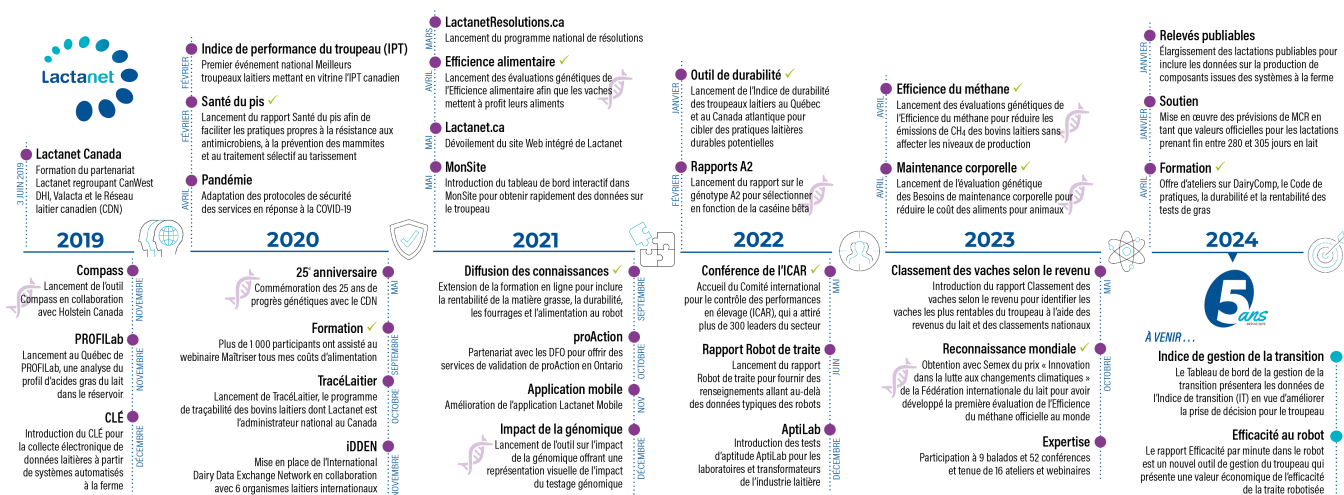 Lactanet
3 JUIN 2019
Lactanet Canada
Formation du partenariat
Lactanet regroupant CanWest
DHI, Valacta et le Réseau
laitier canadien (CDN)
2019
NOVEMBRE
Compass
Lancement de l'outil
Compass en collaboration
avec Holstein Canada
NOVEMBRE
PROFILab
Lancement au Québec de
PROFILab, une analyse du
profil d'acides gras du lait
dans le réservoir
DÉCEMBRE
CLÉ
Introduction du CLÉ pour
la collecte électronique de
données laitières à partir
de systèmes automatisés
à la ferme
FÉVRIER
Indice de performance du troupeau (IPT)
Premier événement national Meilleurs
troupeaux laitiers mettant en vitrine l'IPT canadien
FÉVRIER
Santé du pis ✓
Lancement du rapport Santé du pis afin de
faciliter les pratiques propres à la résistance aux
antimicrobiens, à la prévention des mammites
et au traitement sélectif au tarissement
AVRIL
Pandémie
Adaptation des protocoles de sécurité
des services en réponse à la COVID-19
2020
MAI
25e anniversaire
Commémoration des 25 ans de
progrès génétiques avec le CDN
SEPTEMBRE
Formation ✓
Plus de 1 000 participants ont assisté au
webinaire Maîtriser tous mes coûts d'alimentation
OCTOBRE
TracéLaitier
Lancement de TracéLaitier, le programme
de traçabilité des bovins laitiers dont Lactanet est
l'administrateur national au Canada
NOVEMBRE
iDDEN
Mise en place de l'International
Dairy Data Exchange Network en collaboration
avec 6 organismes laitiers internationaux
MARS
LactanetResolutions.ca
Lancement du programme national de résolutions
AVRIL
Efficience alimentaire ✓
Lancement des évaluations génétiques de
l'Efficience alimentaire afin que les vaches
mettent à profit leurs aliments
MAI
Lactanet.ca
Dévoilement du site Web intégré de Lactanet
MAI
MonSite
Introduction du tableau de bord interactif dans
MonSite pour obtenir rapidement des données sur
le troupeau
2021
SEPTEMBRE
Diffusion des connaissances ✓
Extension de la formation en ligne pour inclure
la rentabilité de la matière grasse, la durabilité,
les fourrages et l'alimentation au robot
OCTOBRE
proAction
Partenariat avec les DFO pour offrir des
services de validation de proAction en Ontario
NOV
Application mobile
Amélioration de l'application Lactanet Mobile
DÉCEMBRE
Impact de la génomique
Lancement de l'outil sur l'impact
de la génomique offrant une
représentation visuelle de l'impact
du testage génomique
JANVIER
Outil de durabilité ✓
Lancement de l'Indice de durabilité
des troupeaux laitiers au Québec
et au Canada atlantique pour
cibler des pratiques laitières
durables potentielles
FÉVRIER
Rapports A2
Lancement du rapport sur le
génotype A2 pour sélectionner
en fonction de la caséine bêta
2022
MAI
Conférence de l'ICAR ✓
Accueil du Comité international
pour le contrôle des performances
en élevage (ICAR), qui a attiré
plus de 300 leaders du secteur
JUIN
Rapport Robot de traite
Lancement du rapport
Robot de traite pour fournir des
renseignements allant au-delà
des données typiques des robots
DÉCEMBRE
AptiLab
Introduction des tests
d'aptitude AptiLab pour les
laboratoires et transformateurs
de l'industrie laitière
AVRIL
Efficience du méthane ✓
Lancement des évaluations génétiques de
l'Efficience du méthane pour réduire les
émissions de CH4 des bovins laitiers sans
affecter les niveaux de production
AVRIL
Maintenance corporelle ✓
Lancement de l'évaluation génétique
des Besoins de maintenance corporelle pour
réduire le coût des aliments pour animaux
2023
MAI
Classement des vaches selon le revenu
Introduction du rapport Classement des
vaches selon le revenu pour identifier les
vaches les plus rentables du troupeau à l'aide des
revenus du lait et des classements nationaux
OCTOBRE
Reconnaissance mondiale ✓
Obtention avec Semex du prix « Innovation
dans la lutte aux changements climatiques »
de la Fédération internationale du lait pour avoir
développé la première évaluation de l'Efficience
du méthane officielle au monde
Expertise
Participation à 9 balados et 52 conférences
et tenue de 16 ateliers et webinaires
JANVIER
Relevés publiables
Élargissement des lactations publiables pour
inclure les données sur la production de
composants issues des systèmes à la ferme
JANVIER
Soutien
Mise en œuvre des prévisions de MCR en
tant que valeurs officielles pour les lactations
prenant fin entre 280 et 305 jours en lait
AVRIL
Formation ✓
Offre d'ateliers sur DairyComp, le Code de
pratiques, la durabilité et la rentabilité des
tests de gras
2024
5 ans
À VENIR . . .
Indice de gestion de la transition
Le Tableau de bord de la gestion de la
transition présentera les données de
l'Indice de transition (IT) en vue d'améliorer
la prise de décision pour le troupeau
Efficacité au robot
Le rapport Efficacité par minute dans le robot
est un nouvel outil de gestion du troupeau qui
présente une valeur économique de l'efficacité
de la traite robotisée